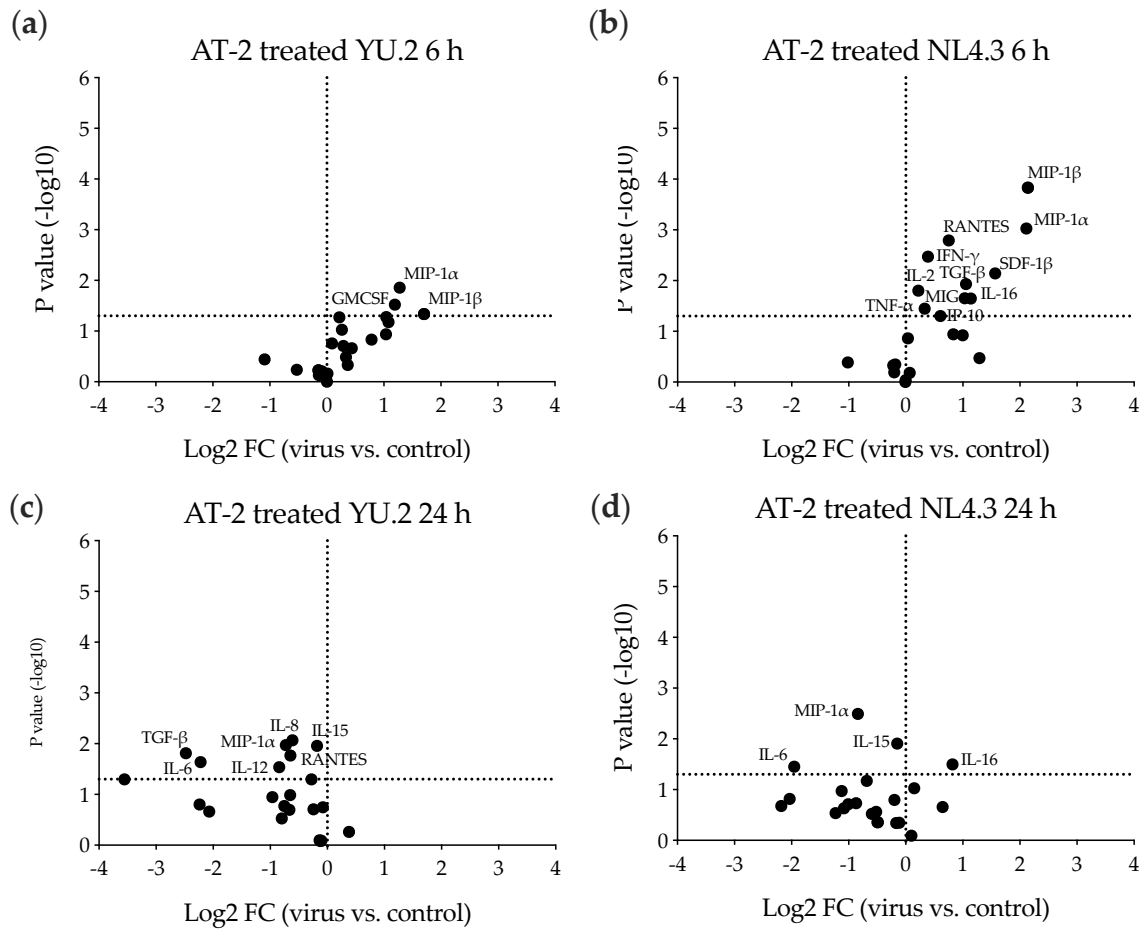 (a)
AT-2 treated YU.2 6 h
6
5
4
3
2
1
0
P value (-log10)
MIP-1α
GMCSF
MIP-1β
-4 -3 -2 -1 0 1 2 3 4
Log2 FC (virus vs. control)
(b)
AT-2 treated NL4.3 6 h
6
5
4
3
2
1
0
P value (-log10)
MIP-1β
MIP-1α
RANTES
IFN-γ
SDF-1β
TGF-β
IL-2
IL-16
MIG
TNF-α
IP-10
-4 -3 -2 -1 0 1 2 3 4
Log2 FC (virus vs. control)
(c)
AT-2 treated YU.2 24 h
6
5
4
3
2
1
0
P value (-log10)
TGF-β
IL-8
IL-15
MIP-1α
IL-6
IL-12
RANTES
-4 -3 -2 -1 0 1 2 3 4
Log2 FC (virus vs. control)
(d)
AT-2 treated NL4.3 24 h
6
5
4
3
2
1
0
P value (-log10)
MIP-1α
IL-15
IL-6
IL-16
-4 -3 -2 -1 0 1 2 3 4
Log2 FC (virus vs. control)